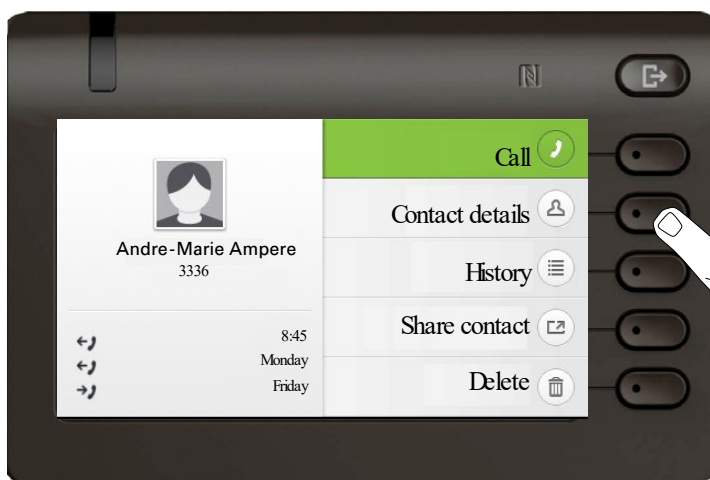 Andre-Marie Ampere
3336
8:45
Monday
Friday
Call
Contact details
History
Share contact
Delete